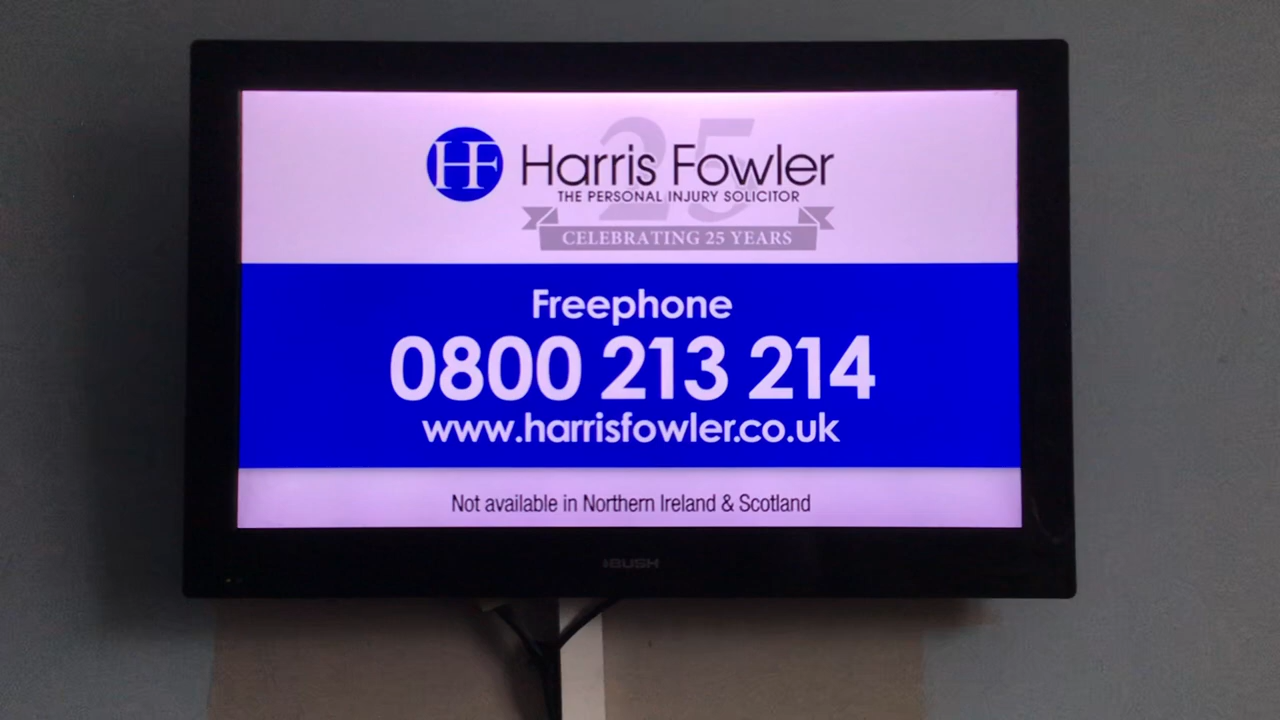 25
HF Harris Fowler
THE PERSONAL INJURY SOLICITOR
CELEBRATING 25 YEARS
Freephone
0800 213 214
www.harrisfowler.co.uk
Not available in Northern Ireland & Scotland
BUSH